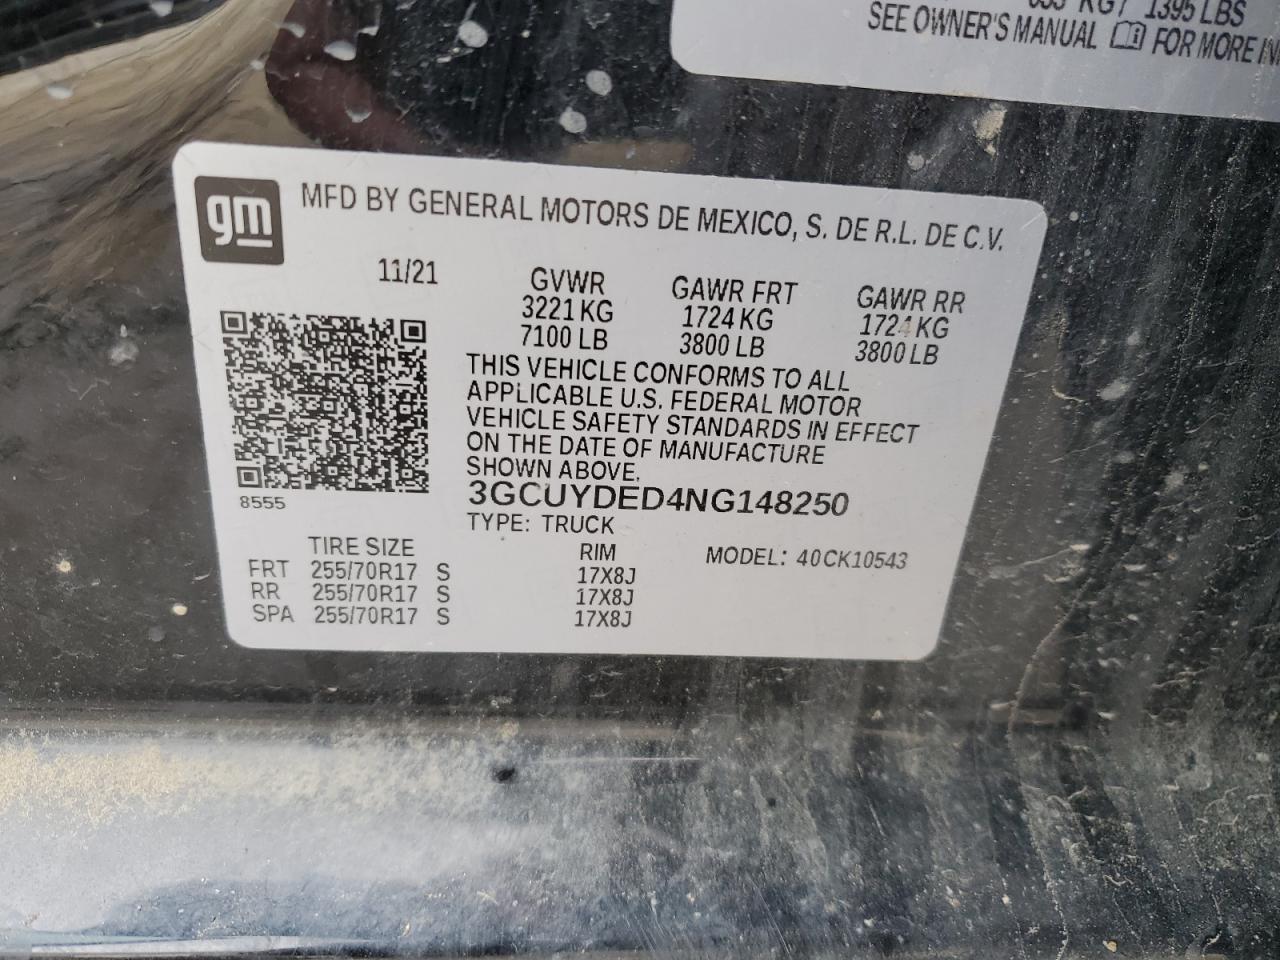 1395 LBS
SEE OWNER'S MANUAL FOR MORE
gm
MFD BY GENERAL MOTORS DE MEXICO, S. DE R.L. DE C.V.
11/21
GVWR GAWR FRT GAWR RR
3221 KG 1724 KG 1724 KG
7100 LB 3800 LB 3800 LB
THIS VEHICLE CONFORMS TO ALL
APPLICABLE U.S. FEDERAL MOTOR
VEHICLE SAFETY STANDARDS IN EFFECT
ON THE DATE OF MANUFACTURE
SHOWN ABOVE.
8555
3GCUYDED4NG148250
TYPE: TRUCK
TIRE SIZE RIM MODEL: 40CK10543
FRT 255/70R17 S 17X8J
RR 255/70R17 S 17X8J
SPA 255/70R17 S 17X8J